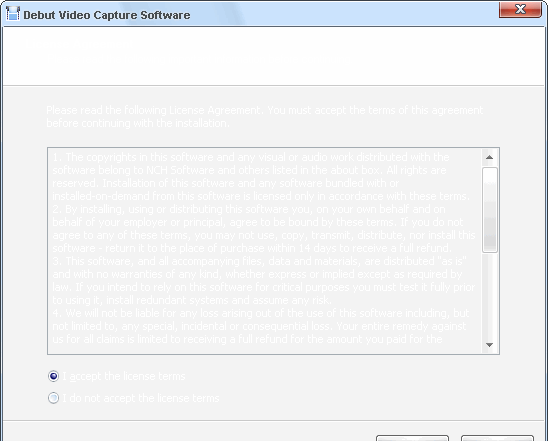 Debut Video Capture Software
Please read the following License Agreement. You must accept the terms of this agreement
before continuing with the installation.
1. The copyrights in this software and any visual or audio work distributed with the
software belong to NCH Software and others listed in the about box. All rights are
reserved. Installation of this software and any software bundled with or
installed-on-demand from this software is licensed only in accordance with these terms.
2. By installing, using or distributing this software you, on your own behalf and on
behalf of your employer or principal, agree to be bound by these terms. If you do not
agree to any of these terms, you may not use, copy, transmit, distribute, nor install this
software - return it to the place of purchase within 14 days to receive a full refund.
3. This software, and all accompanying files, data and materials, are distributed "as is"
and with no warranties of any kind, whether express or implied except as required by
law. If you intend to rely on this software for critical purposes you must test it fully prior
to using it, install redundant systems and assume any risk.
4. We will not be liable for any loss arising out of the use of this software including, but
not limited to, any special, incidental or consequential loss. Your entire remedy against
us for all claims is limited to receiving a full refund for the amount you paid for the
I accept the license terms
I do not accept the license terms